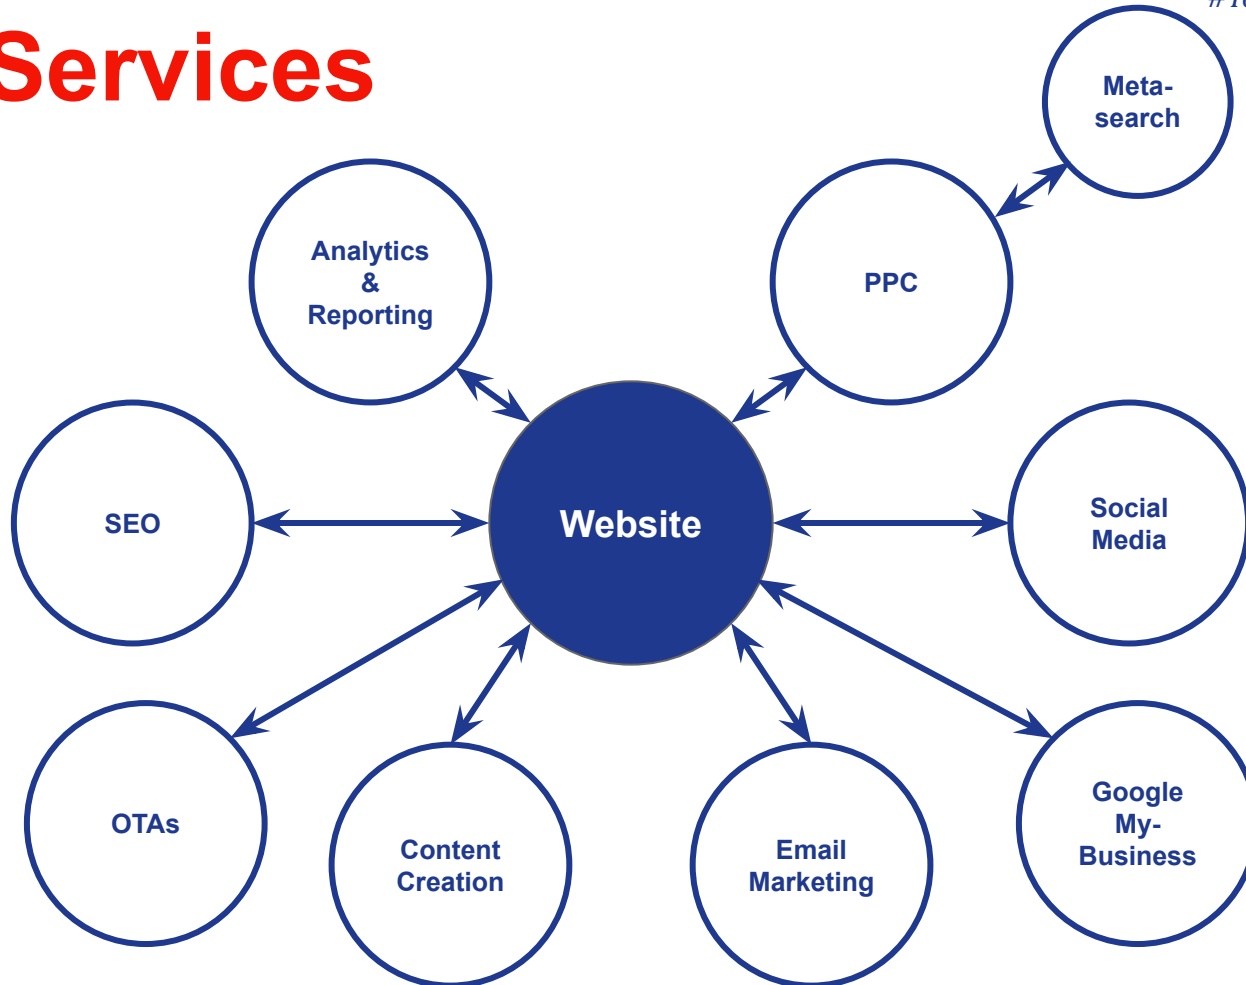 Services
Meta-
search
Analytics
&
Reporting
PPC
SEO
Website
Social
Media
OTAs
Content
Creation
Email
Marketing
Google
My-
Business